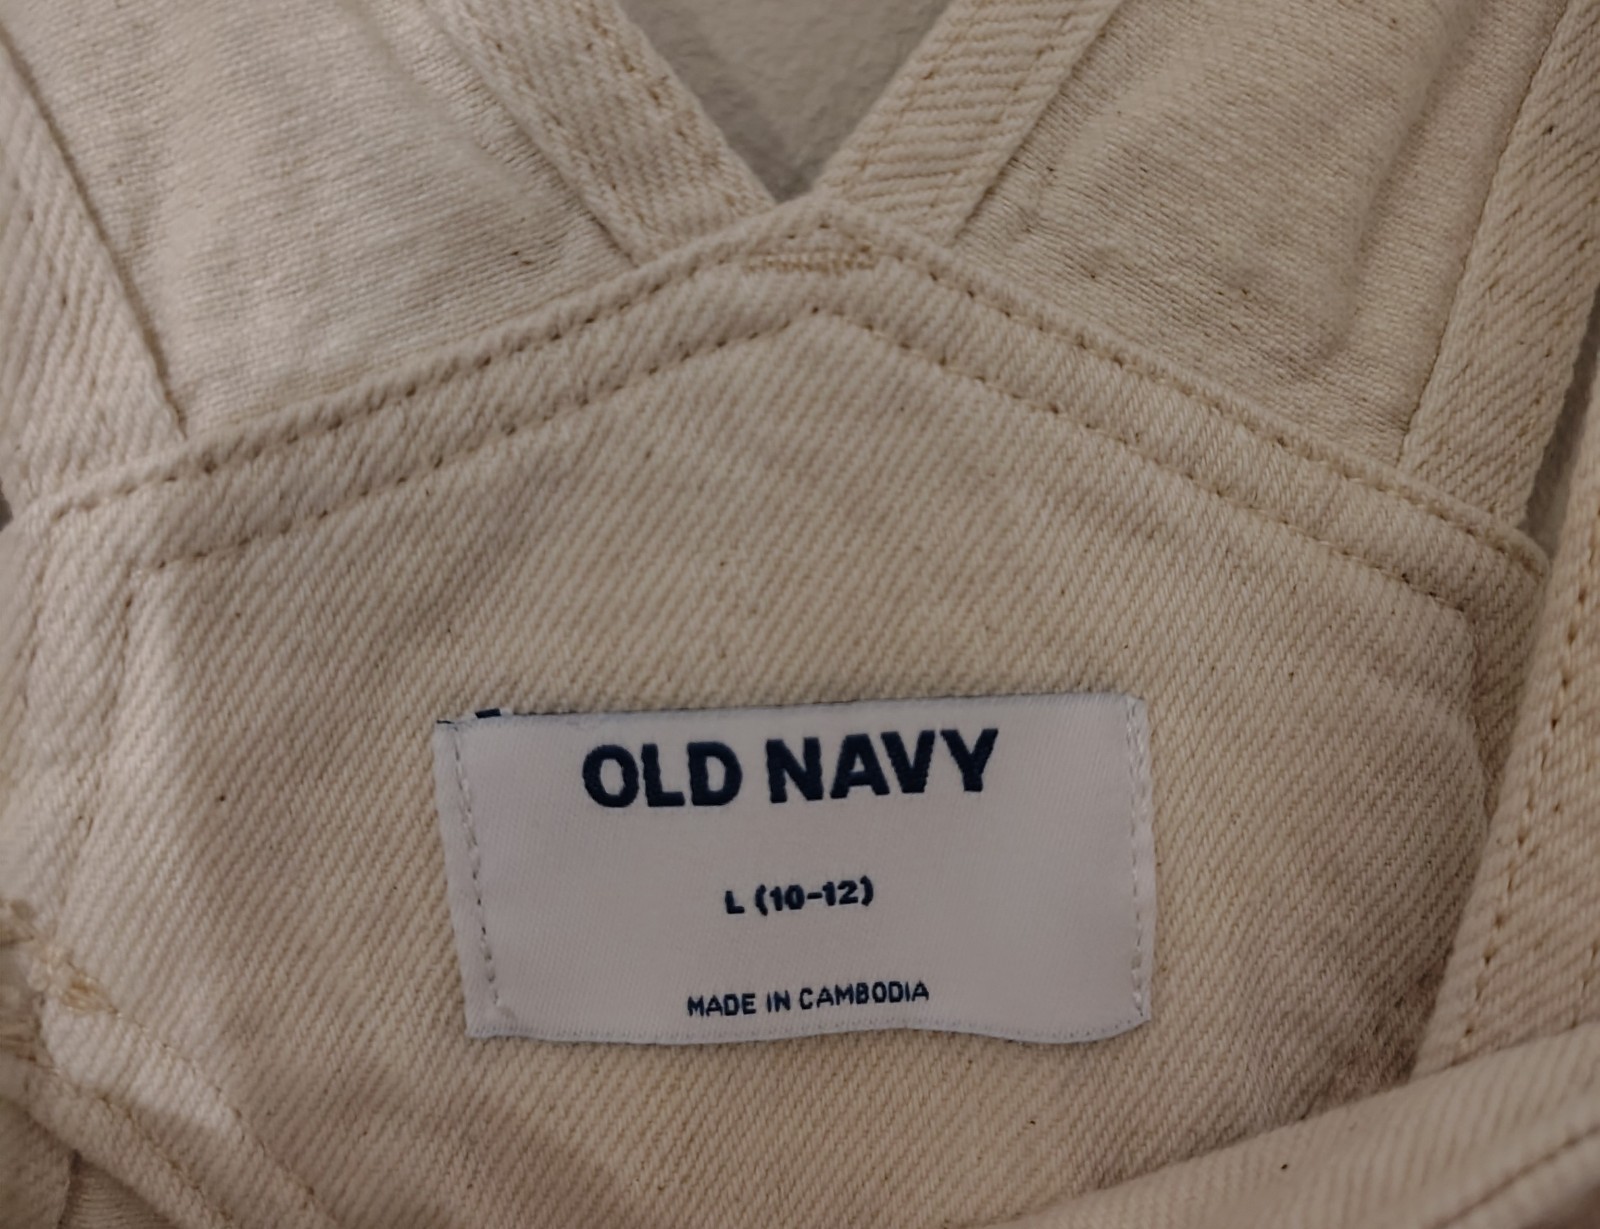 OLD NAVY
L (10-12)
MADE IN CAMBODIA